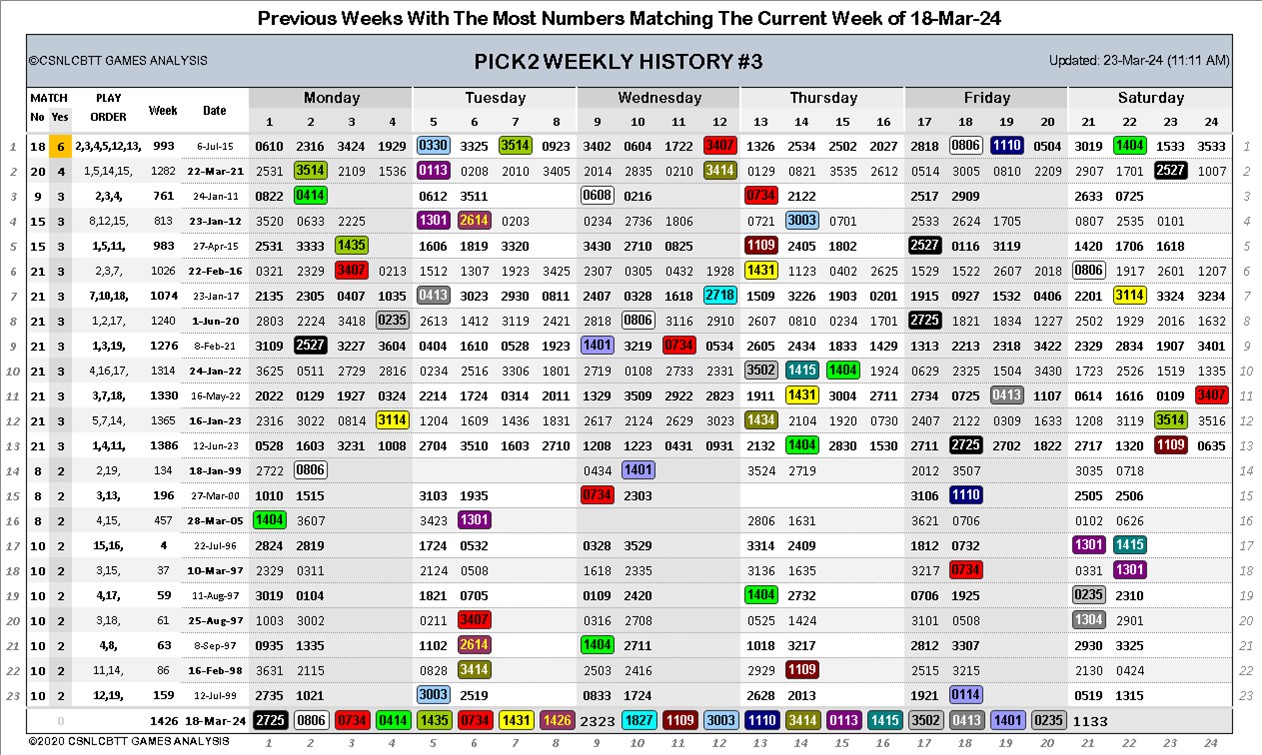 Previous Weeks With The Most Numbers Matching The Current Week of 18-Mar-24
©CSNLCBTT GAMES ANALYSIS PICK2 WEEKLY HISTORY #3 Updated: 23-Mar-24 (11:11 AM)
MATCH PLAY Week Date Monday Tuesday Wednesday Thursday Friday Saturday
No Yes ORDER 1 2 3 4 5 6 7 8 9 10 11 12 13 14 15 16 17 18 19 20 21 22 23 24
1 18 6 2,3,4,5,12,13, 993 6-Jul-15 0610 2316 3424 1929 0330 3325 3514 0923 3402 0604 1722 3407 1326 2534 2502 2027 2818 0806 1110 0504 3019 1404 1533 3533 1
2 20 4 1,5,14,15, 1282 22-Mar-21 2531 3514 2109 1536 0113 0208 2010 3405 2014 2835 0210 3414 0129 0821 3535 2612 0514 3005 0810 2209 2907 1701 2527 1007 2
3 9 3 2,3,4, 761 24-Jan-11 0822 0414 0612 3511 0608 0216 0734 2122 2517 2909 2633 0725 3
4 15 3 8,12,15, 813 23-Jan-12 3520 0633 2225 1301 2614 0203 0234 2736 1806 0721 3003 0701 2533 2624 1705 0807 2535 0101 4
5 15 3 1,5,11, 983 27-Apr-15 2531 3333 1435 1606 1819 3320 3430 2710 0825 1109 2405 1802 2527 0116 3119 1420 1706 1618 5
6 21 3 2,3,7, 1026 22-Feb-16 0321 2329 3407 0213 1512 1307 1923 3425 2307 0305 0432 1928 1431 1123 0402 2625 1529 1522 2607 2018 0806 1917 2601 1207 6
7 21 3 7,10,18, 1074 23-Jan-17 2135 2305 0407 1035 0413 3023 2930 0811 2407 0328 1618 2718 1509 3226 1903 0201 1915 0927 1532 0406 2201 3114 3324 3234 7
8 21 3 1,2,17, 1240 1-Jun-20 2803 2224 3418 0235 2613 1412 3119 2421 2818 0806 3116 2910 2607 0810 0234 1701 2725 1821 1834 1227 2502 1929 2016 1632 8
9 21 3 1,3,19, 1276 8-Feb-21 3109 2527 3227 3604 0404 1610 0528 1923 1401 3219 0734 0534 2605 2434 1833 1429 1313 2213 2318 3422 2329 2834 1907 3401 9
10 21 3 4,16,17, 1314 24-Jan-22 3625 0511 2729 2816 0234 2516 3306 1801 2719 0108 2733 2331 3502 1415 1404 1924 0629 2325 1504 3430 1723 2526 1519 1335 10
11 21 3 3,7,18, 1330 16-May-22 2022 0129 1927 0324 2214 1724 0314 2011 1329 3509 2922 2823 1911 1431 3004 2711 2734 0725 0413 1107 0614 1616 0109 3407 11
12 21 3 5,7,14, 1365 16-Jan-23 2316 3022 0814 3114 1204 1609 1436 1831 2617 2124 2629 3023 1434 2104 1920 0730 2407 2122 0309 1633 1208 3119 3514 3516 12
13 21 3 1,4,11, 1386 12-Jun-23 0528 1603 3231 1008 2704 3510 1603 2710 1208 1223 0431 0931 2132 1404 2830 1530 2711 2725 2702 1822 2717 1320 1109 0635 13
14 8 2 2,19, 134 18-Jan-99 2722 0806 0434 1401 3524 2719 2012 3507 3035 0718 14
15 8 2 3,13, 196 27-Mar-00 1010 1515 3103 1935 0734 2303 3106 1110 2505 2506 15
16 8 2 4,15, 457 28-Mar-05 1404 3607 3423 1301 2806 1631 3621 0706 0102 0626 16
17 10 2 15,16, 4 22-Jul-96 2824 2819 1724 0532 0328 3529 3314 2409 1812 0732 1301 1415 17
18 10 2 3,15, 37 10-Mar-97 2329 0311 2124 0508 1618 2335 3136 1635 3217 0734 0331 1301 18
19 10 2 4,17, 59 11-Aug-97 3019 0104 1821 0705 0109 2420 1404 2732 0706 1925 0235 2310 19
20 10 2 3,18, 61 25-Aug-97 1003 3002 0211 3407 0316 2708 0525 1424 3101 0508 1304 2901 20
21 10 2 4,8, 63 8-Sep-97 0935 1335 1102 2614 1404 2711 1018 3217 2812 3307 2930 3325 21
22 10 2 11,14, 86 16-Feb-98 3631 2115 0828 3414 2503 2416 2929 1109 2515 3215 2130 0424 22
23 10 2 12,19, 159 12-Jul-99 2735 1021 3003 2519 0833 1724 2628 2013 1921 0114 0519 1315 23
0 1426 18-Mar-24 2725 0806 0734 0414 1435 0734 1431 1426 2323 1827 1109 3003 1110 3414 0113 1415 3502 0413 1401 0235 1133
©2020 CSNLCBTT GAMES ANALYSIS 1 2 3 4 5 6 7 8 9 10 11 12 13 14 15 16 17 18 19 20 21 22 23 24